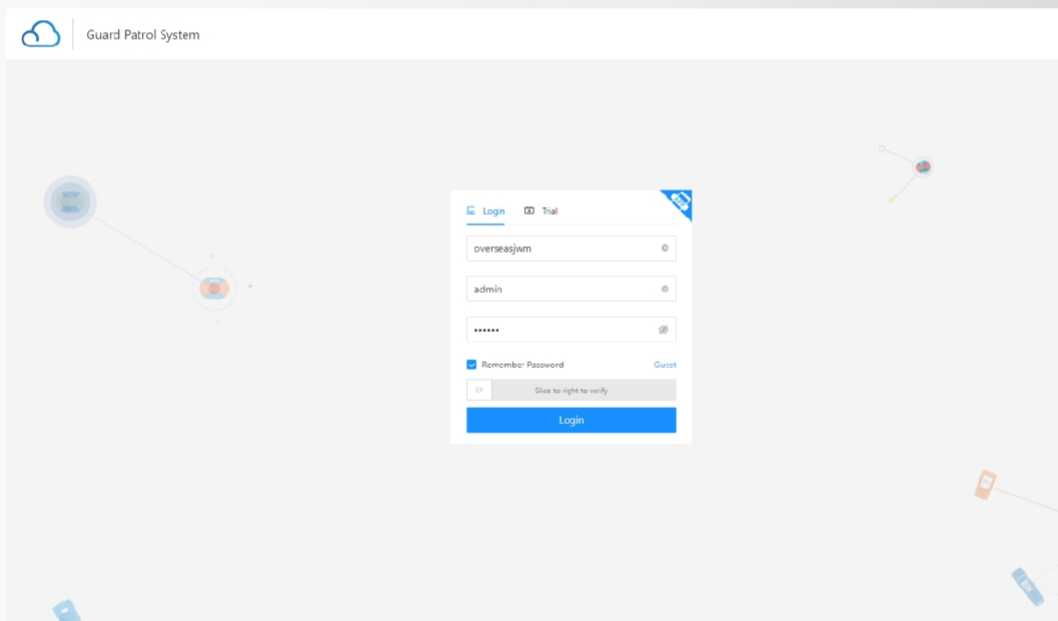 Guard Patrol System
Login Trial
overseasjwm
admin
••••••
Remember Password Guest
Slide to right to verify
Login